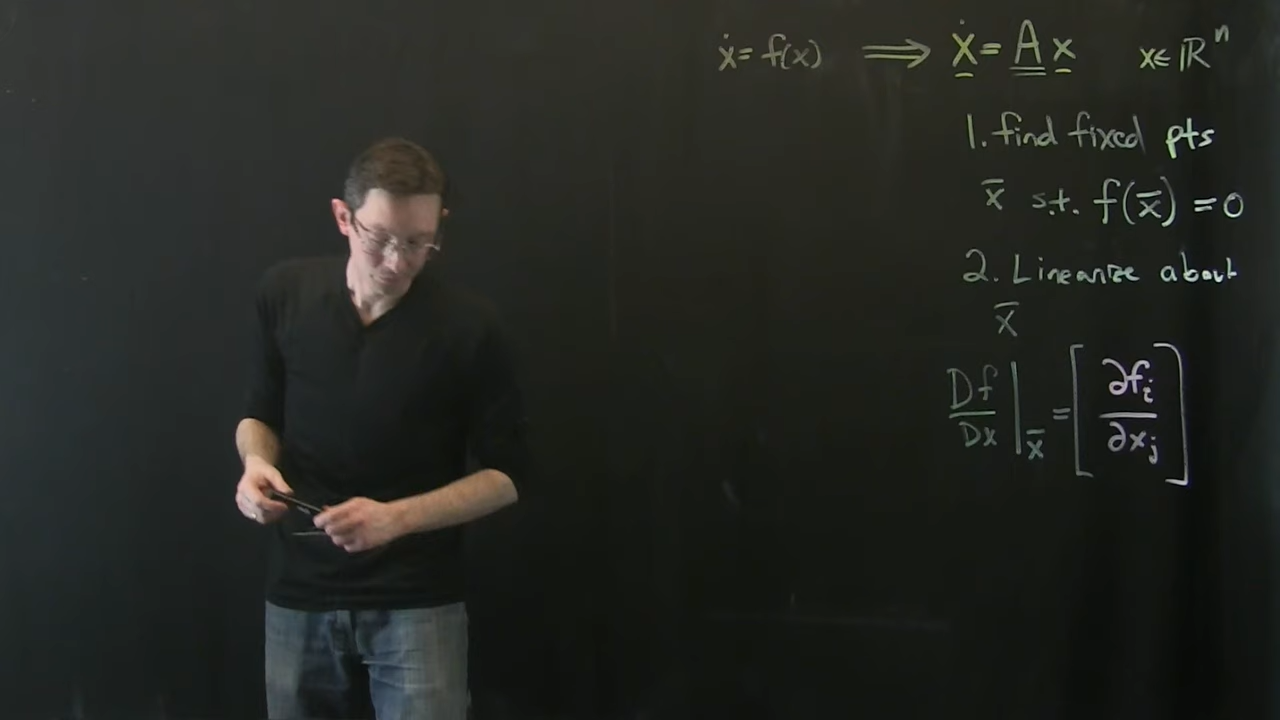 ẋ = f(x) ⟹ ẋ = A x x ∈ ℝⁿ
1. find fixed pts
x̄ s.t. f(x̄) = 0
2. Linearize about
x̄
Df/Dx |x̄ = [ ∂fᵢ/∂xⱼ ]